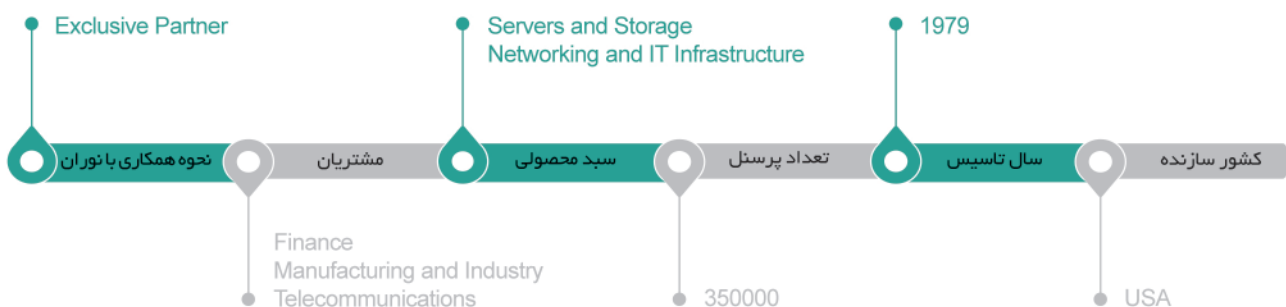 Exclusive Partner
Servers and Storage
Networking and IT Infrastructure
1979
کشور سازنده
سال تاسیس
تعداد پرسنل
سبد محصولی
مشتریان
نحوه همکاری با نوران
Finance
Manufacturing and Industry
Telecommunications
350000
USA